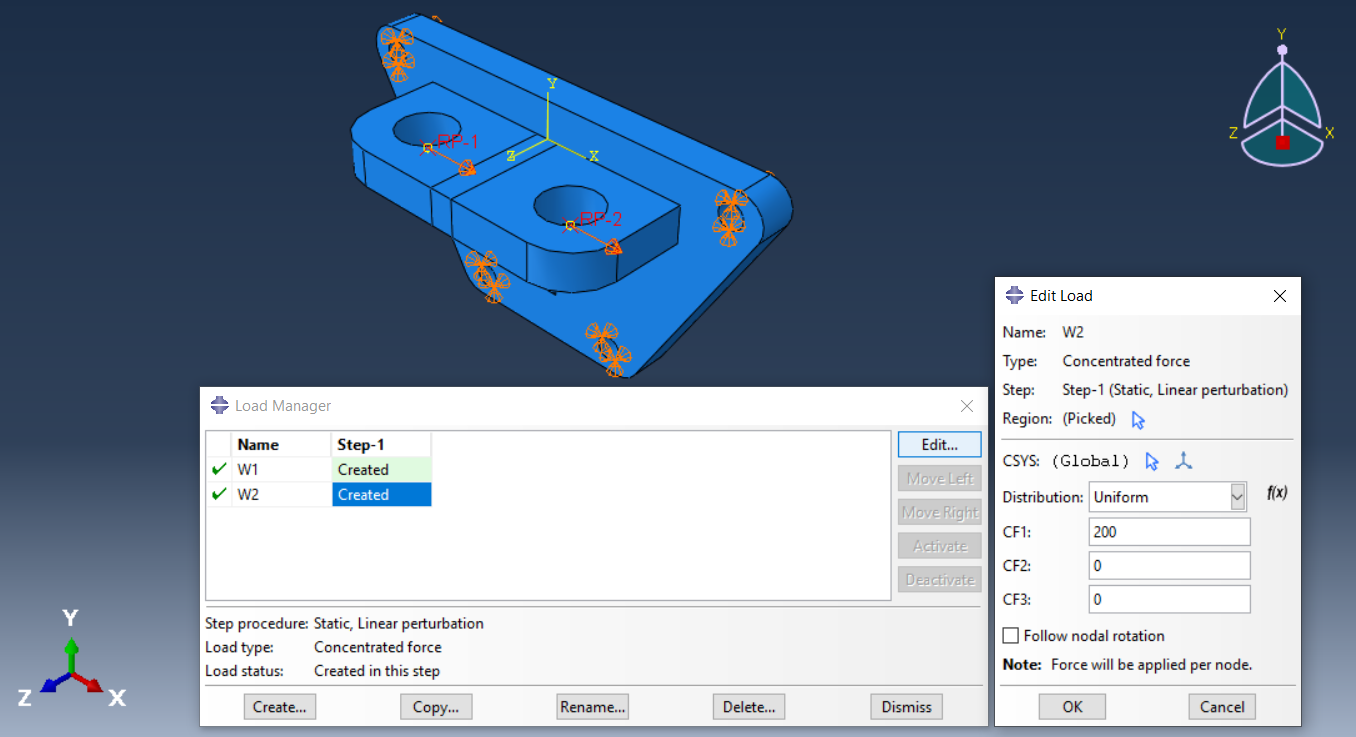 Y
Z
X
RP-1
RP-2
Y
Z
X
Y
Z
X
Load Manager
Name Step-1
W1 Created
W2 Created
Edit...
Move Left
Move Right
Activate
Deactivate
Step procedure: Static, Linear perturbation
Load type: Concentrated force
Load status: Created in this step
Create... Copy... Rename... Delete... Dismiss
Edit Load
Name: W2
Type: Concentrated force
Step: Step-1 (Static, Linear perturbation)
Region: (Picked)
CSYS: (Global)
Distribution: Uniform f(x)
CF1: 200
CF2: 0
CF3: 0
Follow nodal rotation
Note: Force will be applied per node.
OK Cancel